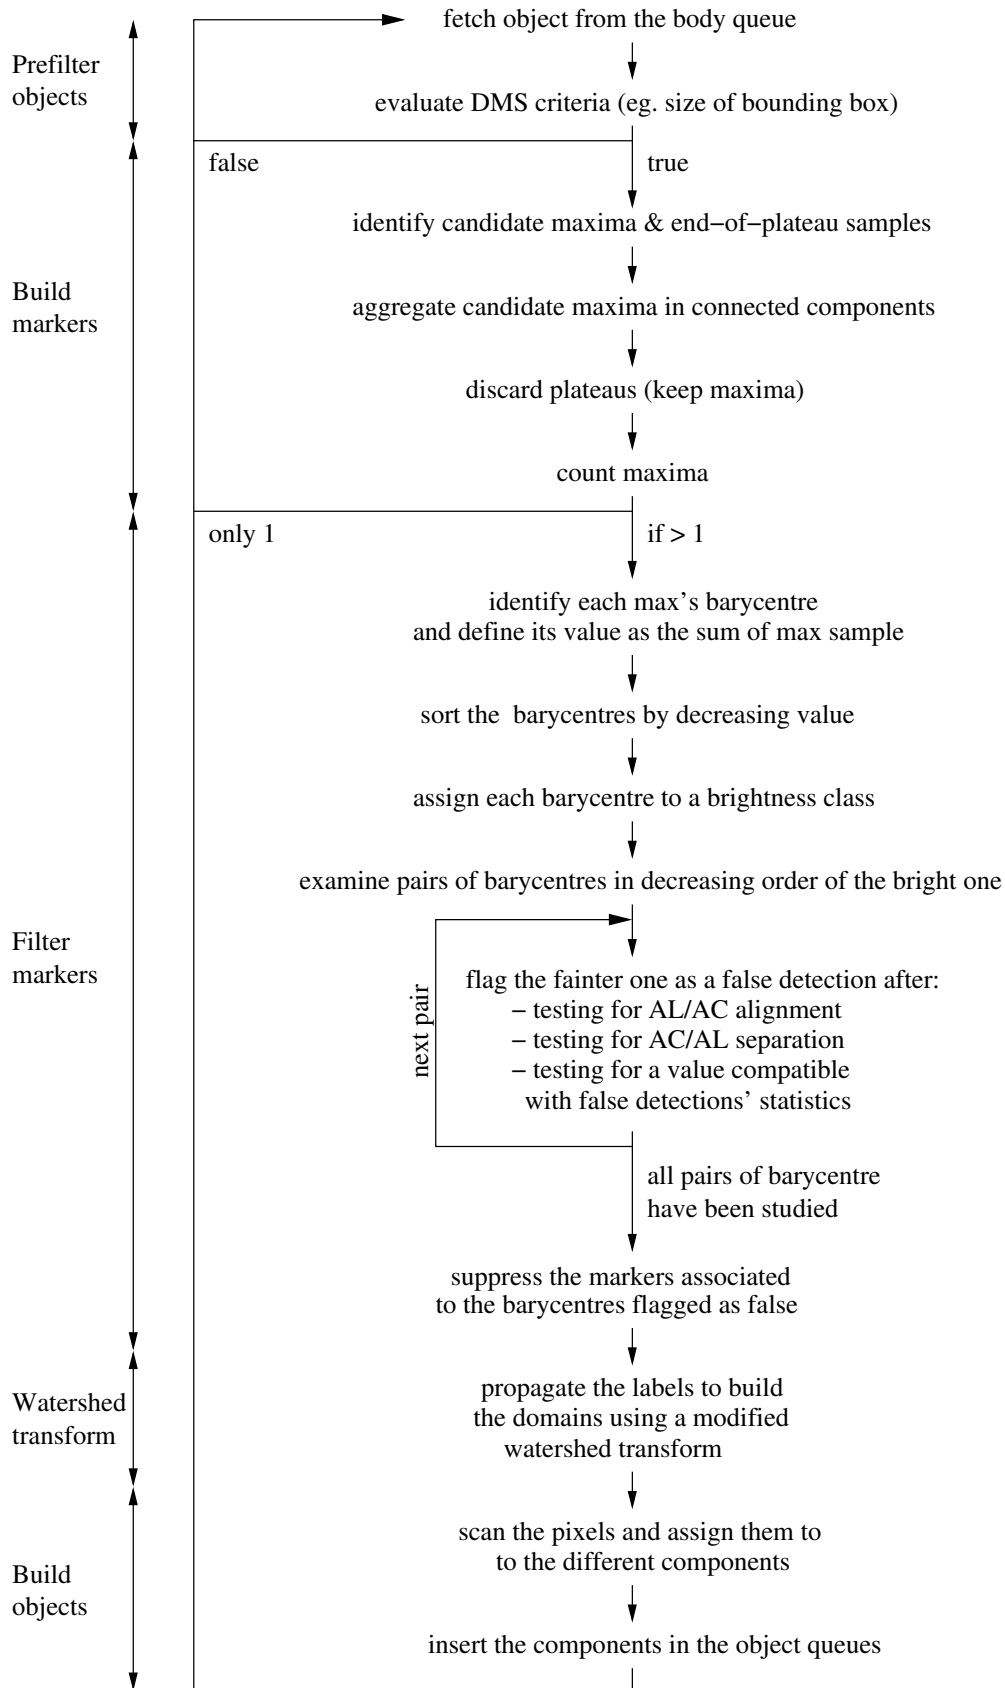 fetch object from the body queue
Prefilter
objects
evaluate DMS criteria (eg. size of bounding box)
false
true
identify candidate maxima & end−of−plateau samples
Build
markers
aggregate candidate maxima in connected components
discard plateaus (keep maxima)
count maxima
only 1
if > 1
identify each max's barycentre
and define its value as the sum of max sample
sort the barycentres by decreasing value
assign each barycentre to a brightness class
examine pairs of barycentres in decreasing order of the bright one
Filter
markers
next pair
flag the fainter one as a false detection after:
− testing for AL/AC alignment
− testing for AC/AL separation
− testing for a value compatible
with false detections' statistics
all pairs of barycentre
have been studied
suppress the markers associated
to the barycentres flagged as false
Watershed
transform
propagate the labels to build
the domains using a modified
watershed transform
scan the pixels and assign them to
to the different components
Build
objects
insert the components in the object queues